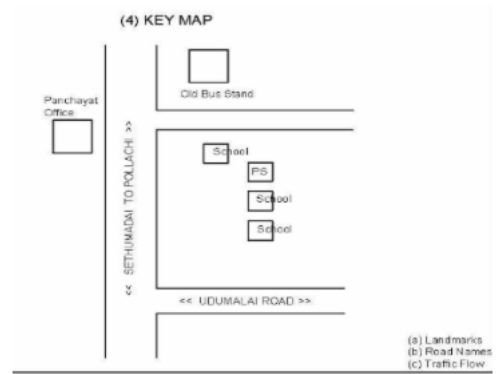 (4) KEY MAP
Old Bus Stand
Panchayat
Office
<< SETHUMADAI TO POLLACHI >>
School
PS
School
School
<< UDUMALAI ROAD >>
(a) Landmarks
(b) Road Names
(c) Traffic Flow